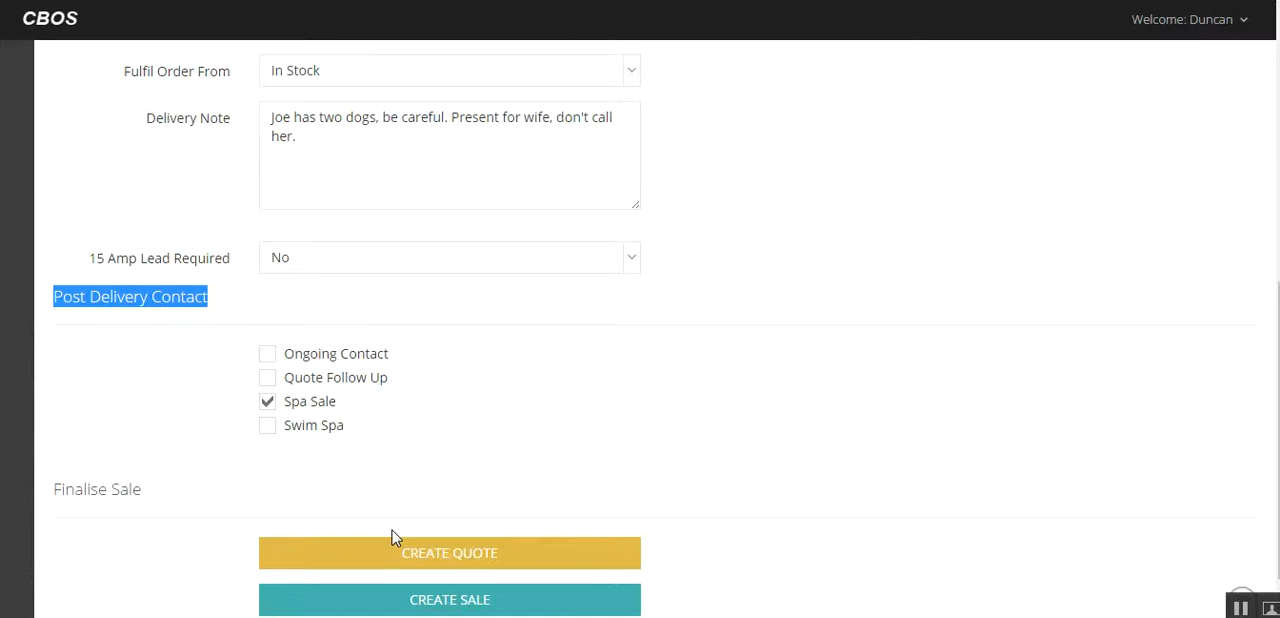 CBOS
Welcome: Duncan
Fulfil Order From
In Stock
Delivery Note
Joe has two dogs, be careful. Present for wife, don't call
her.
15 Amp Lead Required
No
Post Delivery Contact
Ongoing Contact
Quote Follow Up
Spa Sale
Swim Spa
Finalise Sale
CREATE QUOTE
CREATE SALE